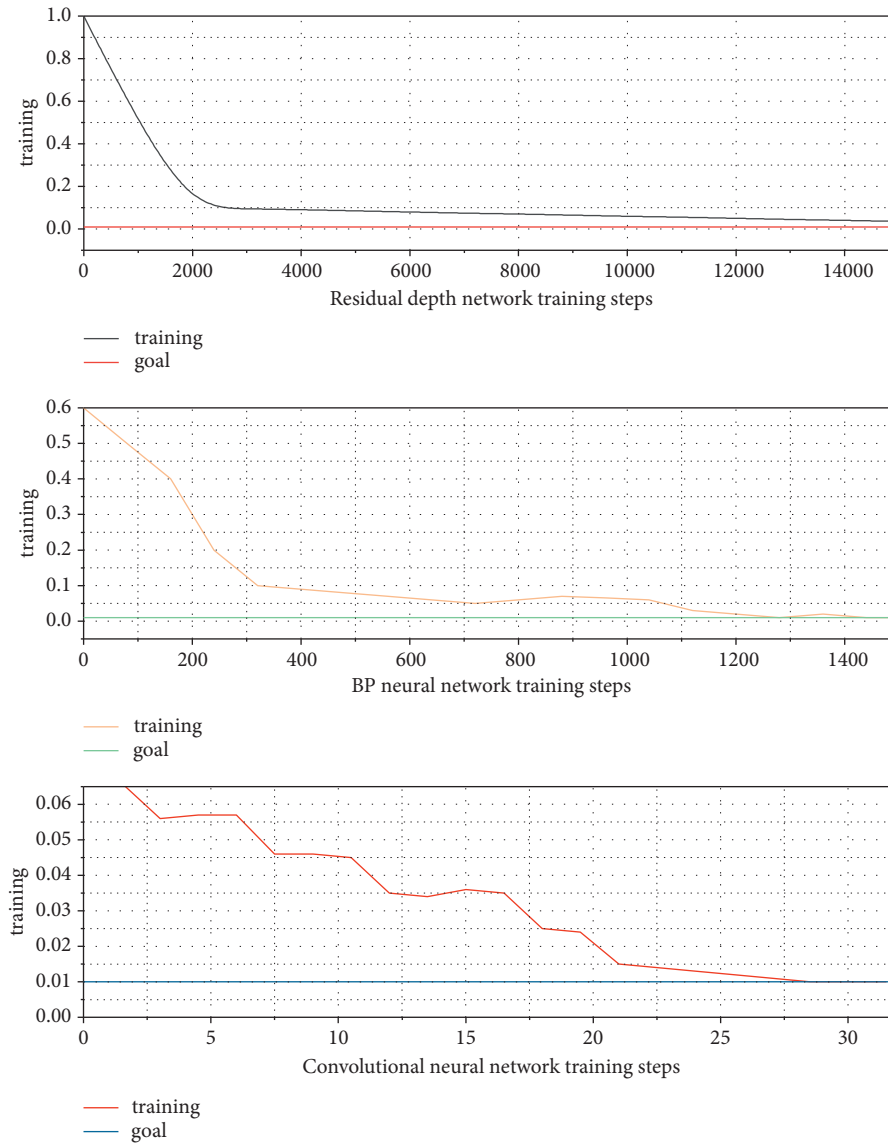 training
1.0
0.8
0.6
0.4
0.2
0.0
0 2000 4000 6000 8000 10000 12000 14000
Residual depth network training steps
training
goal
training
0.6
0.5
0.4
0.3
0.2
0.1
0.0
0 200 400 600 800 1000 1200 1400
BP neural network training steps
training
goal
training
0.06
0.05
0.04
0.03
0.02
0.01
0.00
0 5 10 15 20 25 30
Convolutional neural network training steps
training
goal